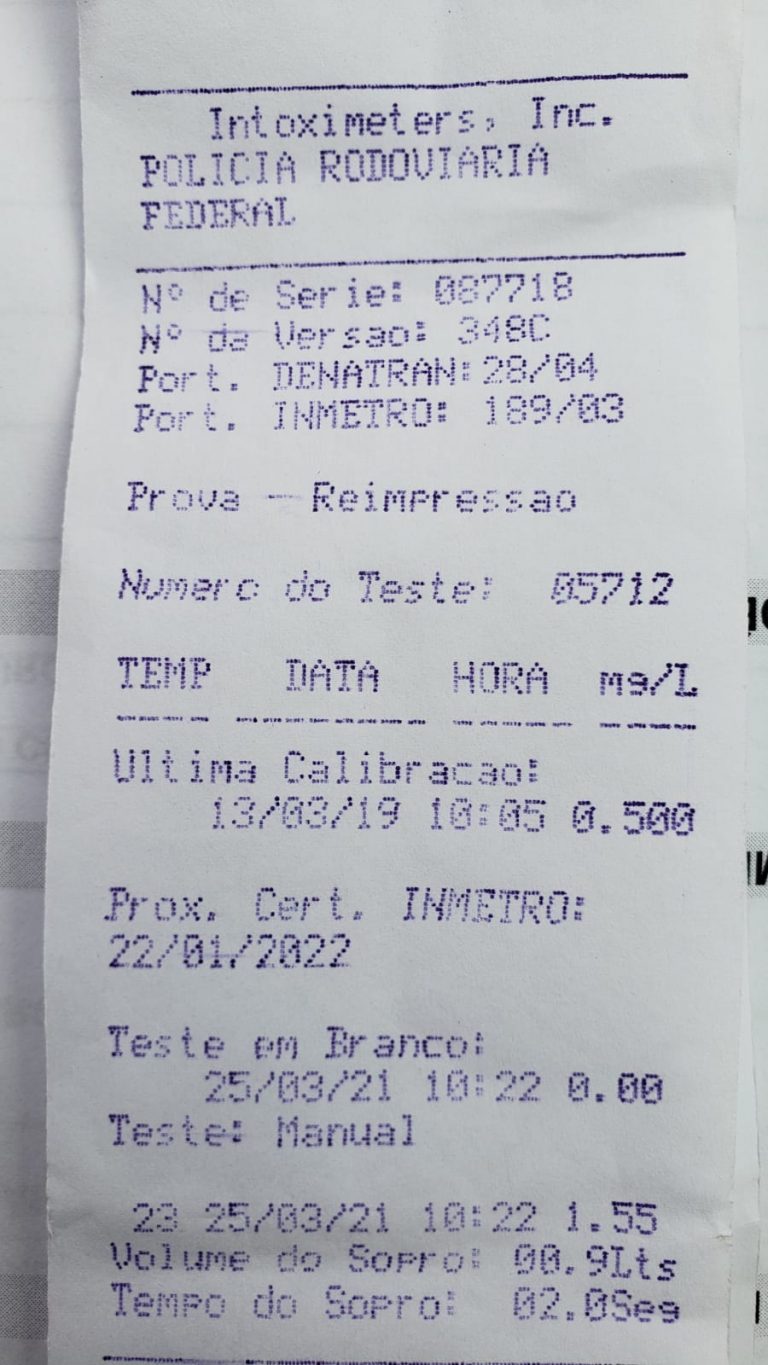 Intoximeters, Inc.
POLICIA RODOVIARIA
FEDERAL
Nº de Serie: 087718
Nº da Versao: 348C
Port. DENATRAN:28/04
Port. INMETRO: 189/03
Prova - Reimpressao
Numero do Teste: 05712
TEMP DATA HORA mg/L
Ultima Calibracao:
13/03/19 10:05 0.500
Prox. Cert. INMETRO:
22/01/2022
Teste em Branco:
25/03/21 10:22 0.00
Teste: Manual
23 25/03/21 10:22 1.55
Volume do Sopro: 00.9Lts
Tempo do Sopro: 02.0Seg